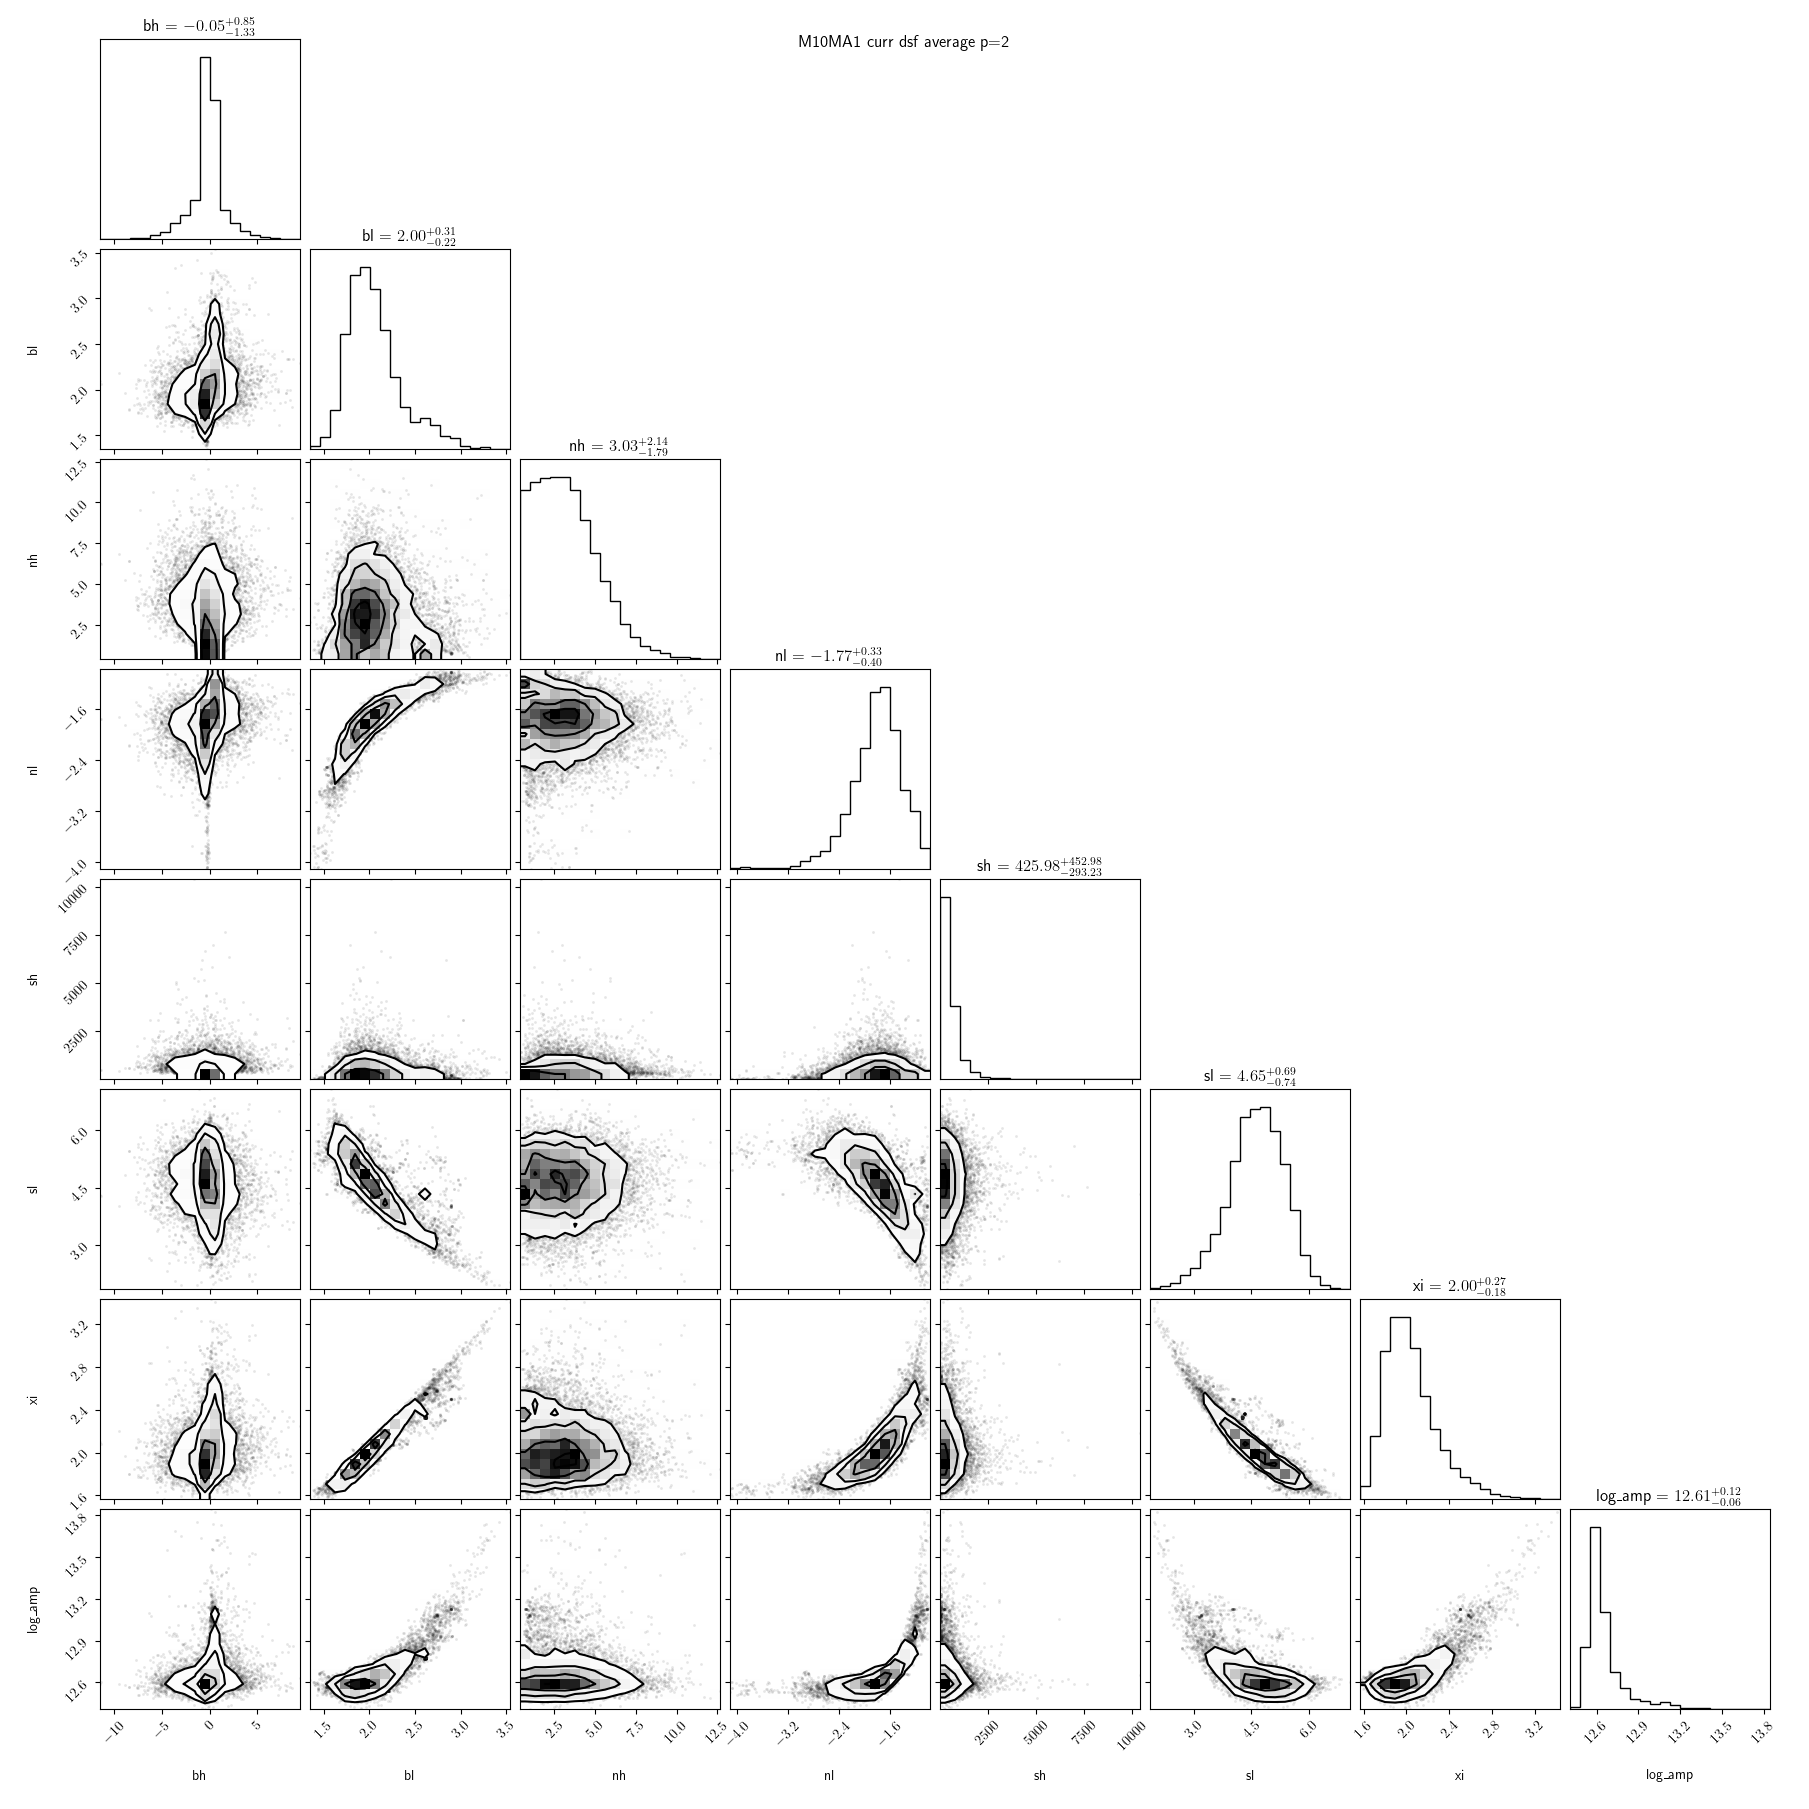 bh = −0.05+0.85−1.33
M10MA1 curr dsf average p=2
bl = 2.00+0.31−0.22
3.5
3.0
2.5
2.0
1.5
bl
nh = 3.03+2.14−1.79
12.5
10.0
7.5
5.0
2.5
nh
nl = −1.77+0.33−0.40
−1.6
−2.4
−3.2
−4.0
nl
sh = 425.98+452.98−293.23
10000
7500
5000
2500
sh
sl = 4.65+0.69−0.74
6.0
4.5
3.0
sl
xi = 2.00+0.27−0.18
3.2
2.8
2.4
2.0
1.6
xi
log_amp = 12.61+0.12−0.06
13.8
13.5
13.2
12.9
12.6
log_amp
−10 −5 0 5 1.5 2.0 2.5 3.0 3.5 2.5 5.0 7.5 10.0 12.5 −4.0 −3.2 −2.4 −1.6 2500 5000 7500 10000 3.0 4.5 6.0 1.6 2.0 2.4 2.8 3.2 12.6 12.9 13.2 13.5 13.8
bh bl nh nl sh sl xi log_amp